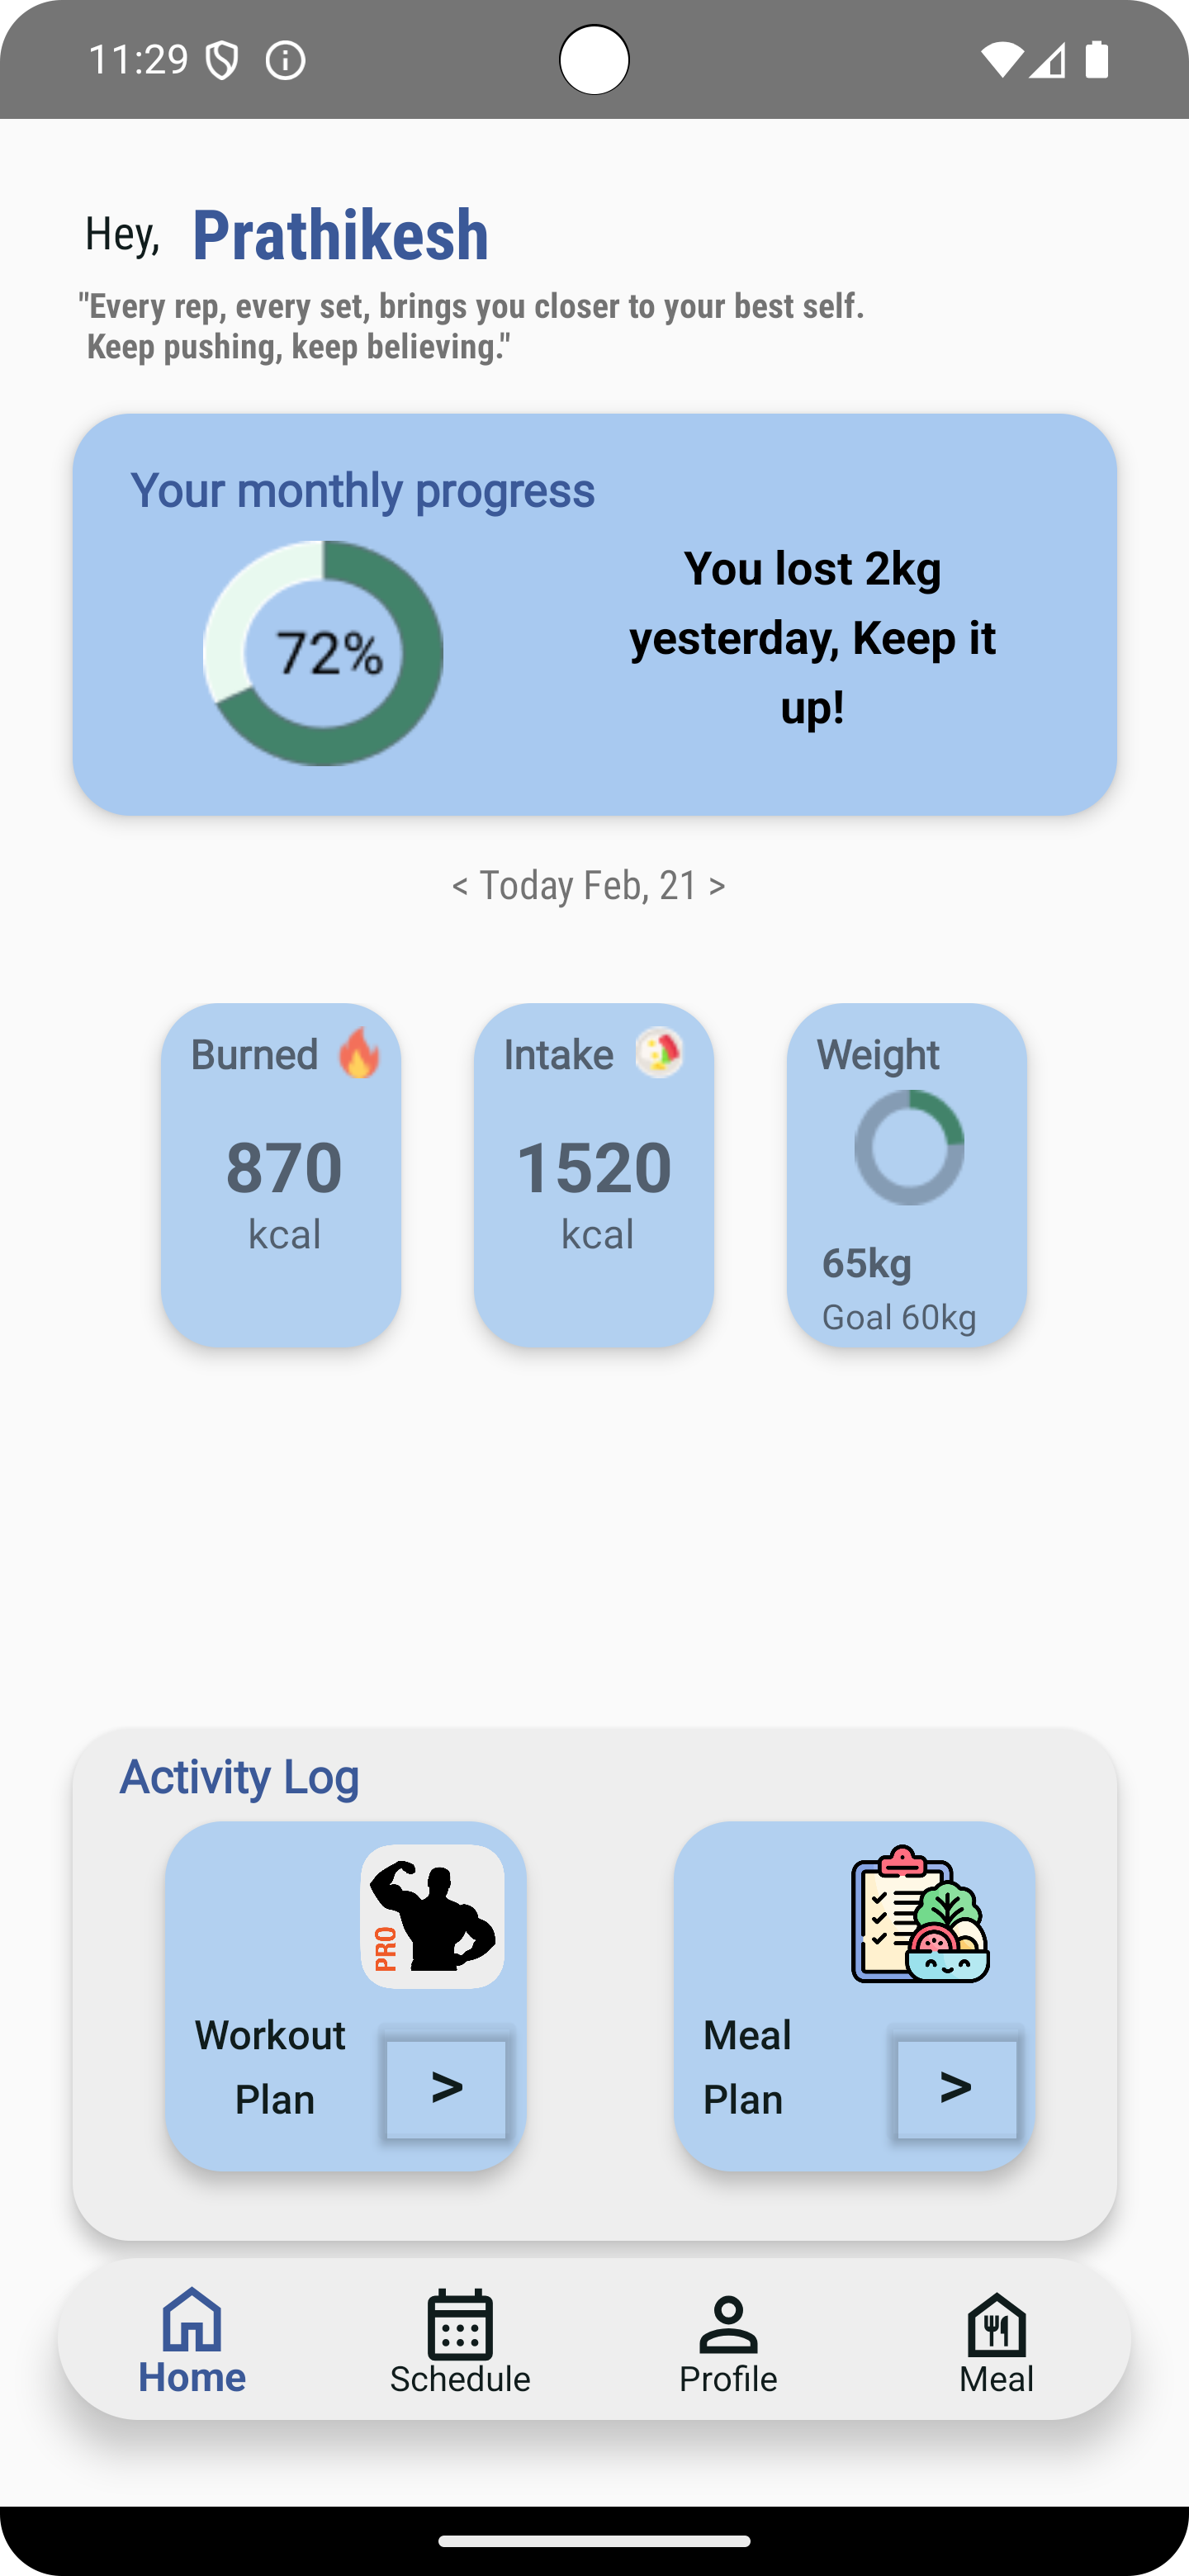 11:29
Hey, Prathikesh
"Every rep, every set, brings you closer to your best self.
Keep pushing, keep believing."
Your monthly progress
72%
You lost 2kg
yesterday, Keep it
up!
< Today Feb, 21 >
Burned
870
kcal
Intake
1520
kcal
Weight
65kg
Goal 60kg
Activity Log
PRO
Workout
Plan
>
Meal
Plan
>
Home
Schedule
Profile
Meal